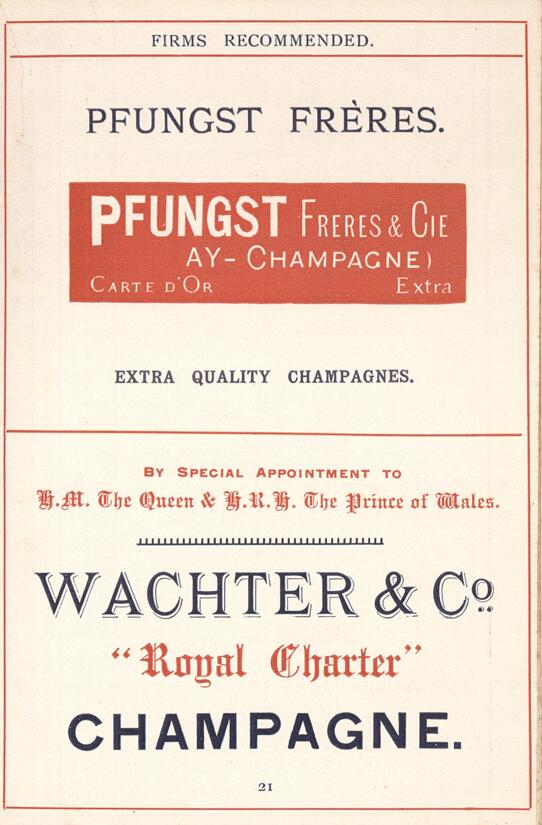 FIRMS RECOMMENDED.
PFUNGST FRÈRES.
PFUNGST FRERES & CIE
AY- CHAMPAGNE)
CARTE D'OR Extra
EXTRA QUALITY CHAMPAGNES.
BY SPECIAL APPOINTMENT TO
H.M. The Queen & H.R.H. The Prince of Wales.
WACHTER & Co.
"Royal Charter"
CHAMPAGNE.
21